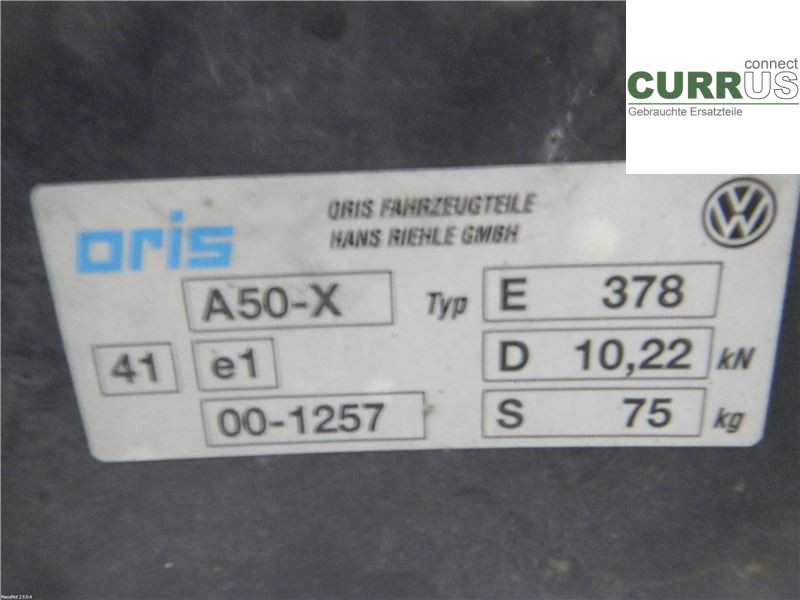 connect
CURRUS
Gebrauchte Ersatzteile
oris
ORIS FAHRZEUGTEILE
HANS RIEHLE GMBH
VW
A50-X Typ E 378
41 e1 D 10,22 kN
00-1257 S 75 kg